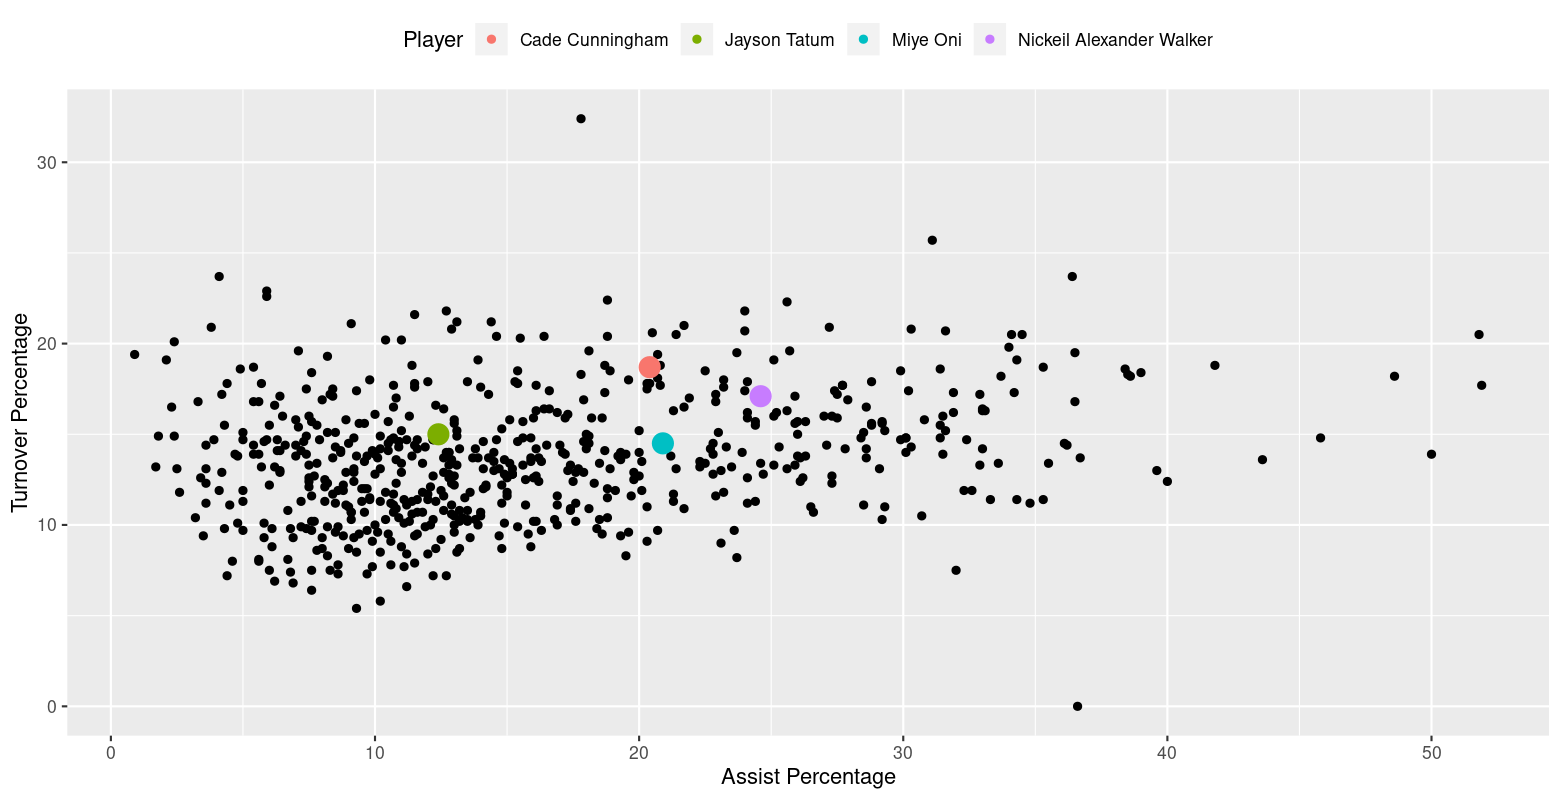 Player Cade Cunningham Jayson Tatum Miye Oni Nickeil Alexander Walker
30
20
10
0
Turnover Percentage
0 10 20 30 40 50
Assist Percentage